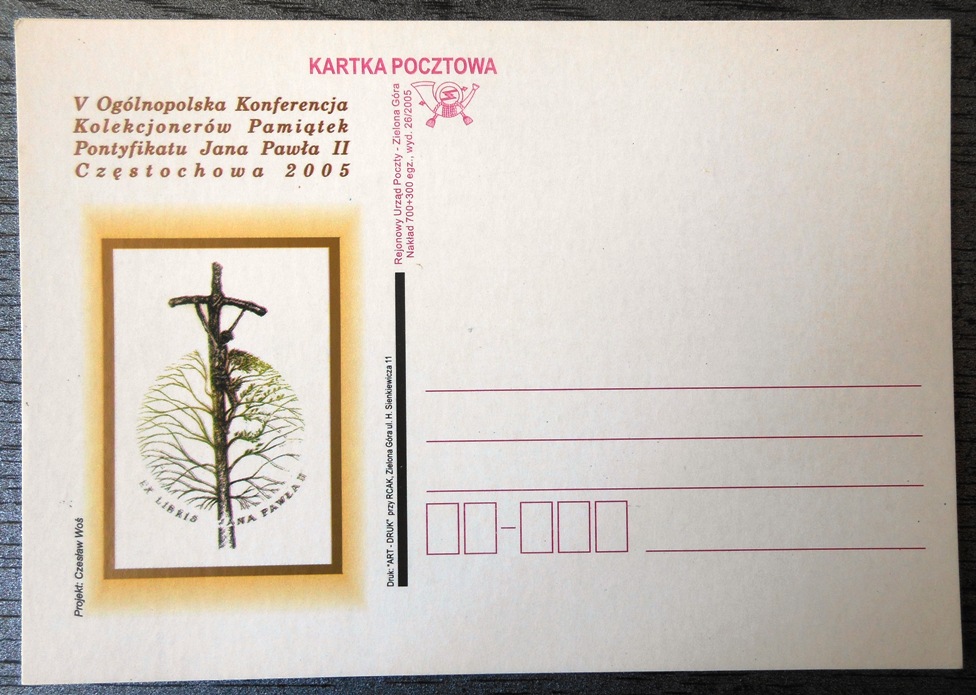 KARTKA POCZTOWA
V Ogólnopolska Konferencja
Kolekcjonerów Pamiątek
Pontyfikatu Jana Pawła II
Częstochowa 2005
Rejonowy Urząd Poczty - Zielona Góra
Nakład 700+300 egz., wyd. 26/2005
EX LIBRIS JANA PAWŁA II
Projekt: Czesław Woś
Druk: "ART - DRUK" przy RCAK, Zielona Góra ul. H. Sienkiewicza 11